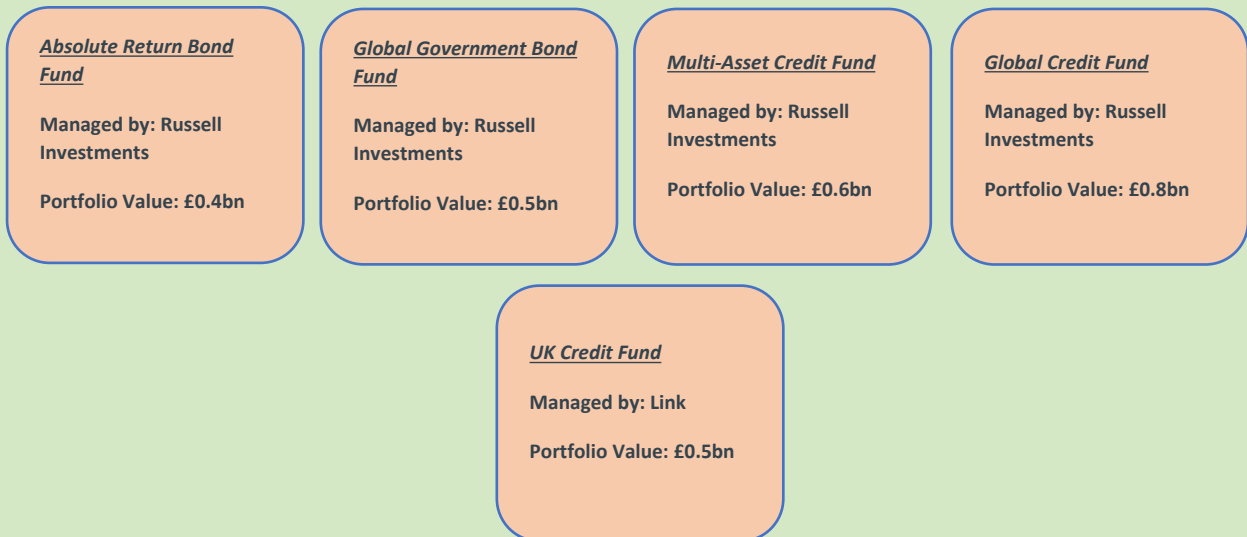 Absolute Return Bond
Fund
Managed by: Russell
Investments
Portfolio Value: £0.4bn
Global Government Bond
Fund
Managed by: Russell
Investments
Portfolio Value: £0.5bn
Multi-Asset Credit Fund
Managed by: Russell
Investments
Portfolio Value: £0.6bn
Global Credit Fund
Managed by: Russell
Investments
Portfolio Value: £0.8bn
UK Credit Fund
Managed by: Link
Portfolio Value: £0.5bn